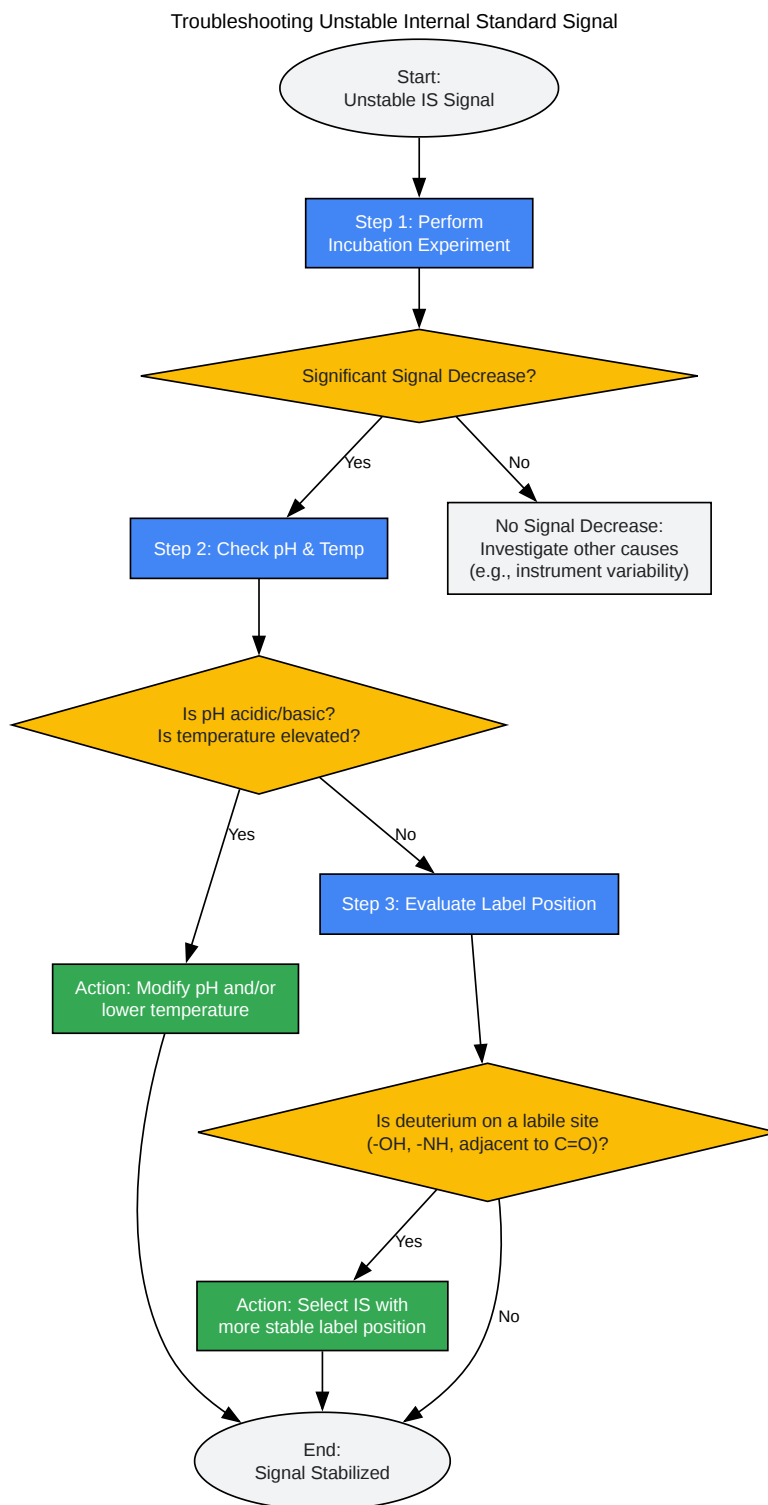 Troubleshooting Unstable Internal Standard Signal
Start:
Unstable IS Signal
Step 1: Perform
Incubation Experiment
Significant Signal Decrease?
Yes
No
Step 2: Check pH & Temp
No Signal Decrease:
Investigate other causes
(e.g., instrument variability)
Is pH acidic/basic?
Is temperature elevated?
Yes
No
Step 3: Evaluate Label Position
Action: Modify pH and/or
lower temperature
Is deuterium on a labile site
(-OH, -NH, adjacent to C=O)?
Yes
Action: Select IS with
more stable label position
No
End:
Signal Stabilized